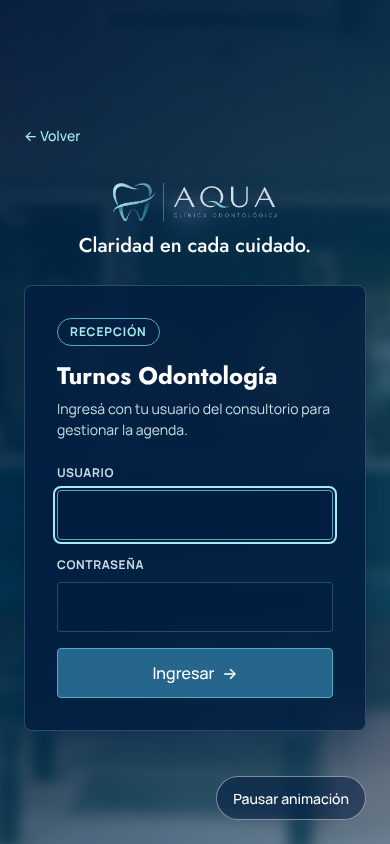 ← Volver
AQUA
CLÍNICA ODONTOLÓGICA
Claridad en cada cuidado.
RECEPCIÓN
Turnos Odontología
Ingresá con tu usuario del consultorio para
gestionar la agenda.
USUARIO
CONTRASEÑA
Ingresar →
Pausar animación